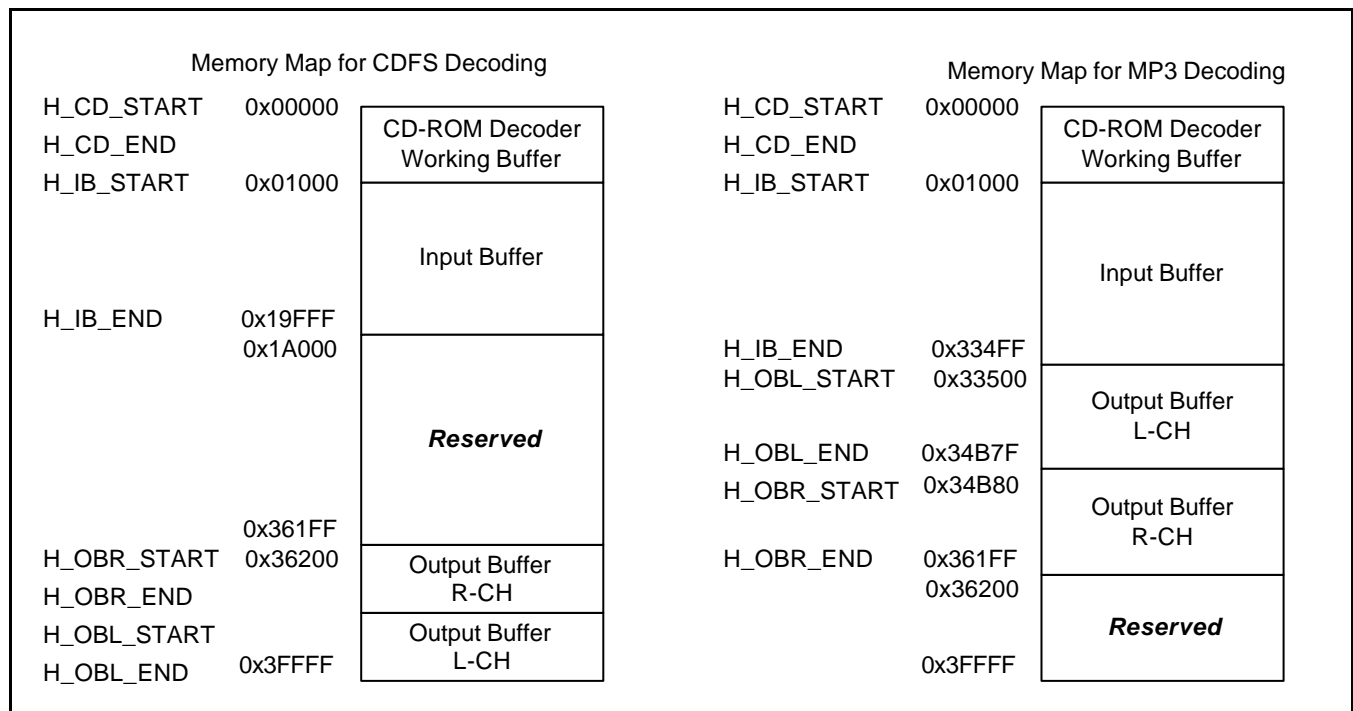 Memory Map for CDFS Decoding
H_CD_START 0x00000
H_CD_END
H_IB_START 0x01000
H_IB_END 0x19FFF
0x1A000
0x361FF
H_OBR_START 0x36200
H_OBR_END
H_OBL_START
H_OBL_END 0x3FFFF
CD-ROM Decoder
Working Buffer
Input Buffer
Reserved
Output Buffer
R-CH
Output Buffer
L-CH
Memory Map for MP3 Decoding
H_CD_START 0x00000
H_CD_END
H_IB_START 0x01000
H_IB_END 0x334FF
H_OBL_START 0x33500
H_OBL_END 0x34B7F
H_OBR_START 0x34B80
H_OBR_END 0x361FF
0x36200
0x3FFFF
CD-ROM Decoder
Working Buffer
Input Buffer
Output Buffer
L-CH
Output Buffer
R-CH
Reserved